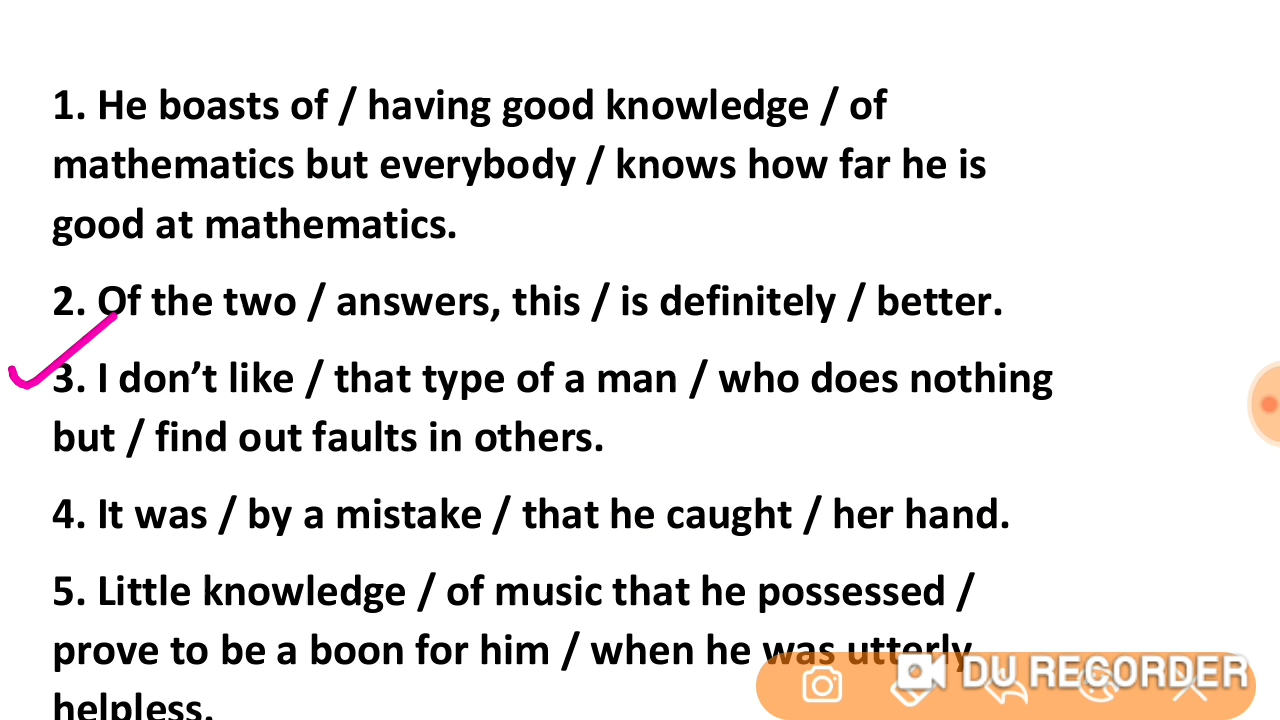 1. He boasts of / having good knowledge / of
mathematics but everybody / knows how far he is
good at mathematics.
2. Of the two / answers, this / is definitely / better.
3. I don’t like / that type of a man / who does nothing
but / find out faults in others.
4. It was / by a mistake / that he caught / her hand.
5. Little knowledge / of music that he possessed /
prove to be a boon for him / when he was utterly
helpless.
DU RECORDER